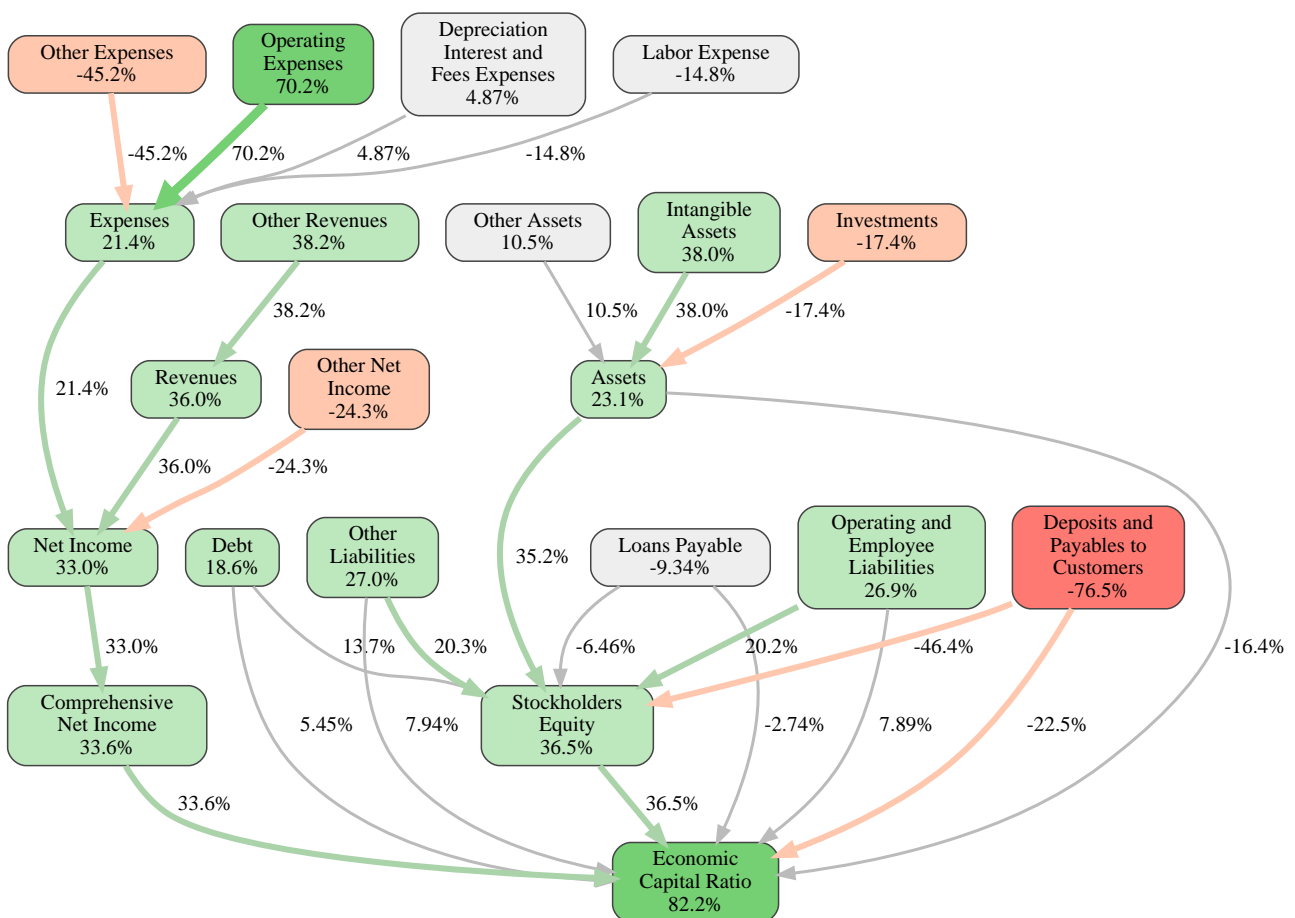 Other Expenses
-45.2%
Operating
Expenses
70.2%
Depreciation
Interest and
Fees Expenses
4.87%
Labor Expense
-14.8%
-45.2%
70.2%
4.87%
-14.8%
Expenses
21.4%
Other Revenues
38.2%
Other Assets
10.5%
Intangible
Assets
38.0%
Investments
-17.4%
38.2%
10.5%
38.0%
-17.4%
21.4%
Revenues
36.0%
Other Net
Income
-24.3%
Assets
23.1%
36.0%
-24.3%
Net Income
33.0%
Debt
18.6%
Other
Liabilities
27.0%
35.2%
Loans Payable
-9.34%
Operating and
Employee
Liabilities
26.9%
Deposits and
Payables to
Customers
-76.5%
33.0%
13.7%
20.3%
-6.46%
20.2%
-46.4%
-16.4%
Comprehensive
Net Income
33.6%
5.45%
7.94%
Stockholders
Equity
36.5%
-2.74%
7.89%
-22.5%
33.6%
36.5%
Economic
Capital Ratio
82.2%